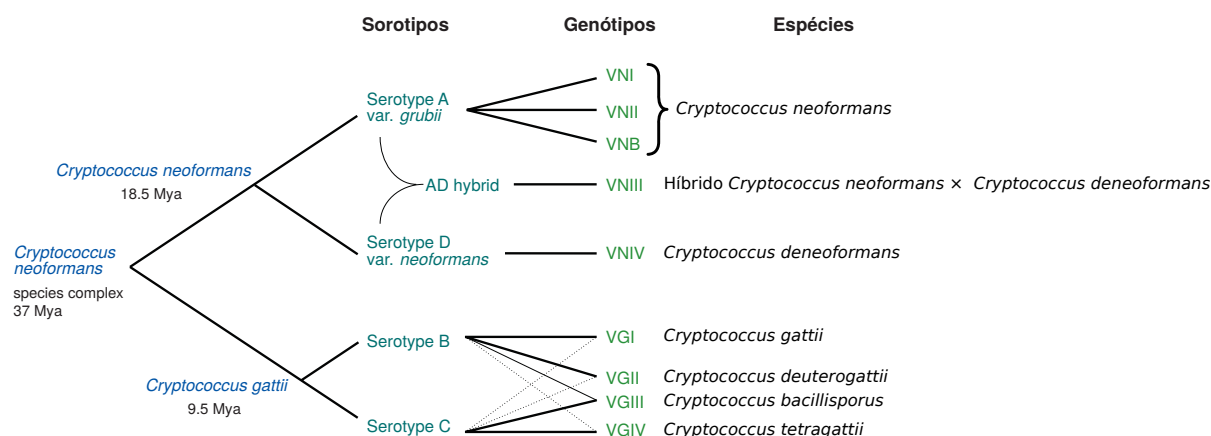 Sorotipos Genótipos Espécies
Serotype A
var. grubii
VNI
VNII
VNB
Cryptococcus neoformans
Cryptococcus neoformans
18.5 Mya
AD hybrid
VNIII
Híbrido Cryptococcus neoformans × Cryptococcus deneoformans
Serotype D
var. neoformans
VNIV
Cryptococcus deneoformans
Cryptococcus
neoformans
species complex
37 Mya
Serotype B
VGI
Cryptococcus gattii
VGII
Cryptococcus deuterogattii
Cryptococcus gattii
9.5 Mya
VGIII
Cryptococcus bacillisporus
Serotype C
VGIV
Cryptococcus tetragattii